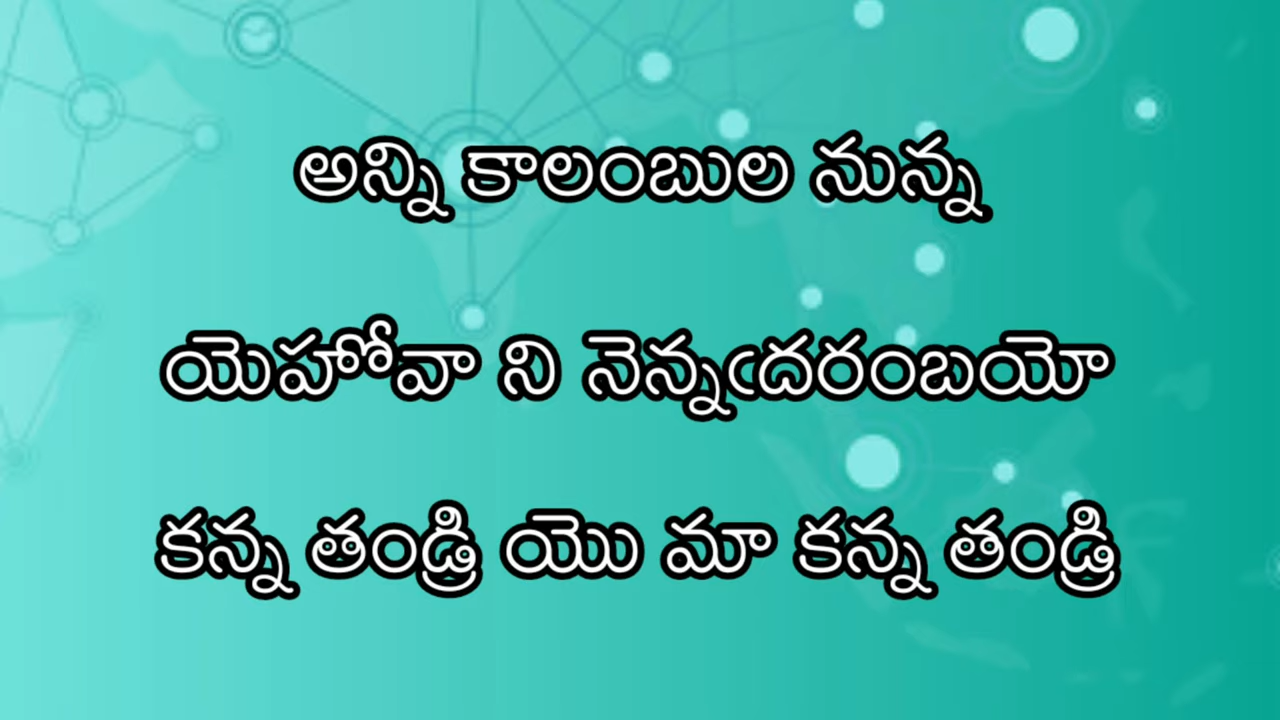 అన్ని కాలంబుల నున్న
యెహోవా ని నెన్నఁదరంబయో
కన్న తండ్రి యొ మా కన్న తండ్రి